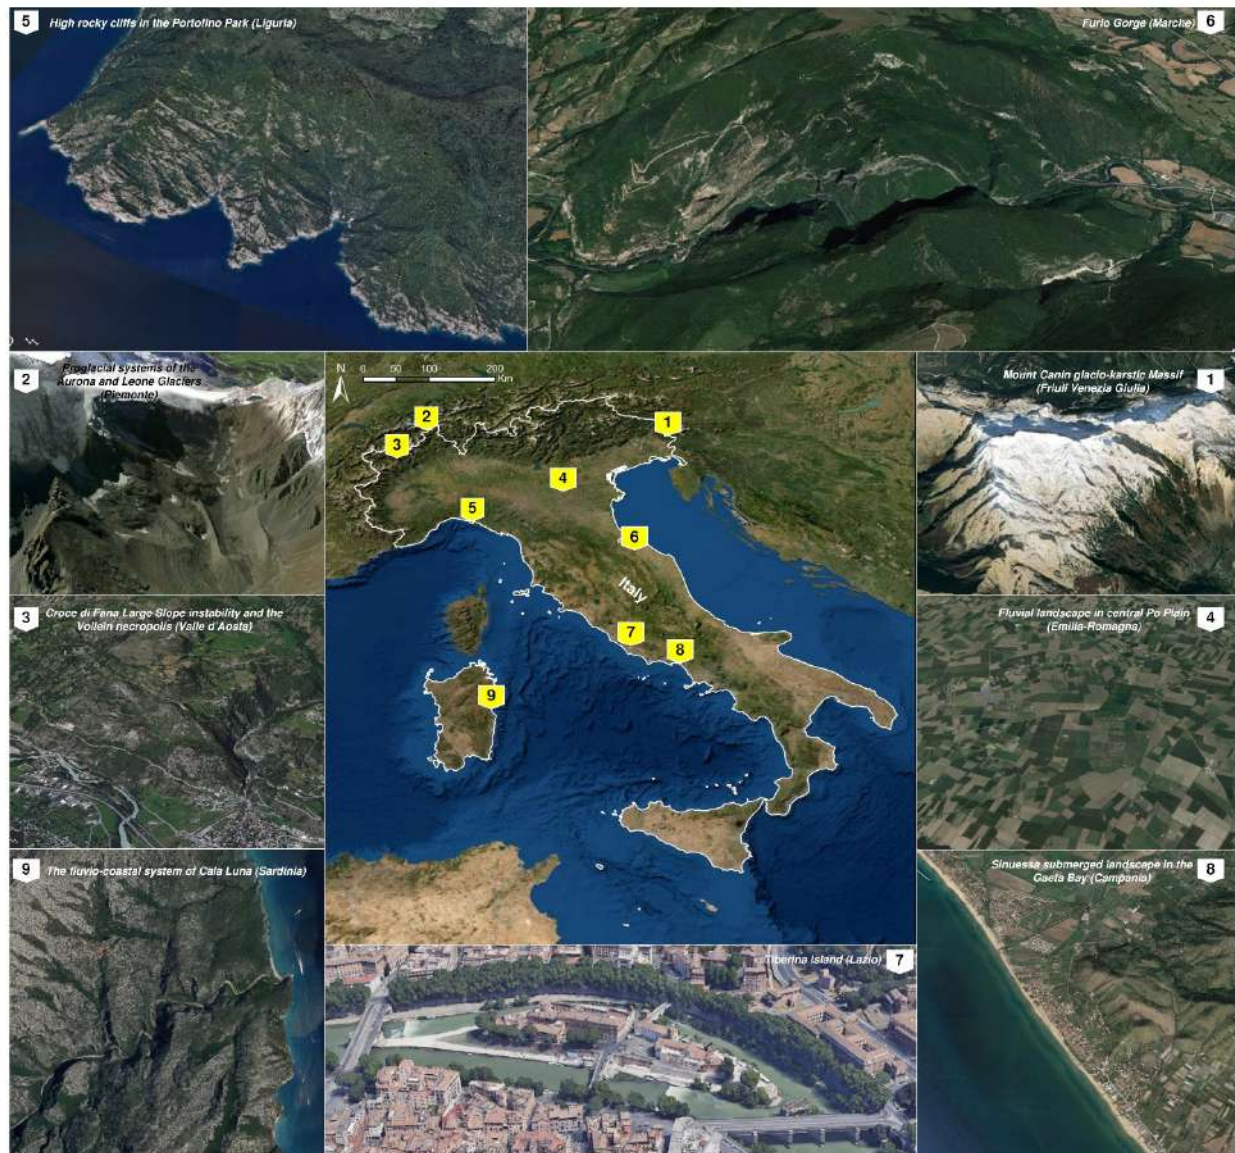 5
High rocky cliffs in the Portofino Park (Liguria)
Furlo Gorge (Marche)
6
2
Proglacial systems of the
Aurona and Leone Glaciers
(Piemonte)
N
0 50 100 200
Km
1
2
3
4
5
6
7
8
9
Italy
Mount Canin glacio-karstic Massif
(Friuli Venezia Giulia)
1
3
Croce di Fana Large Slope instability and the
Vollein necropolis (Valle d'Aosta)
Fluvial landscape in central Po Plain
(Emilia-Romagna)
4
9
The fluvio-coastal system of Cala Luna (Sardinia)
Tiberina Island (Lazio)
7
Sinuessa submerged landscape in the
Gaeta Bay (Campania)
8